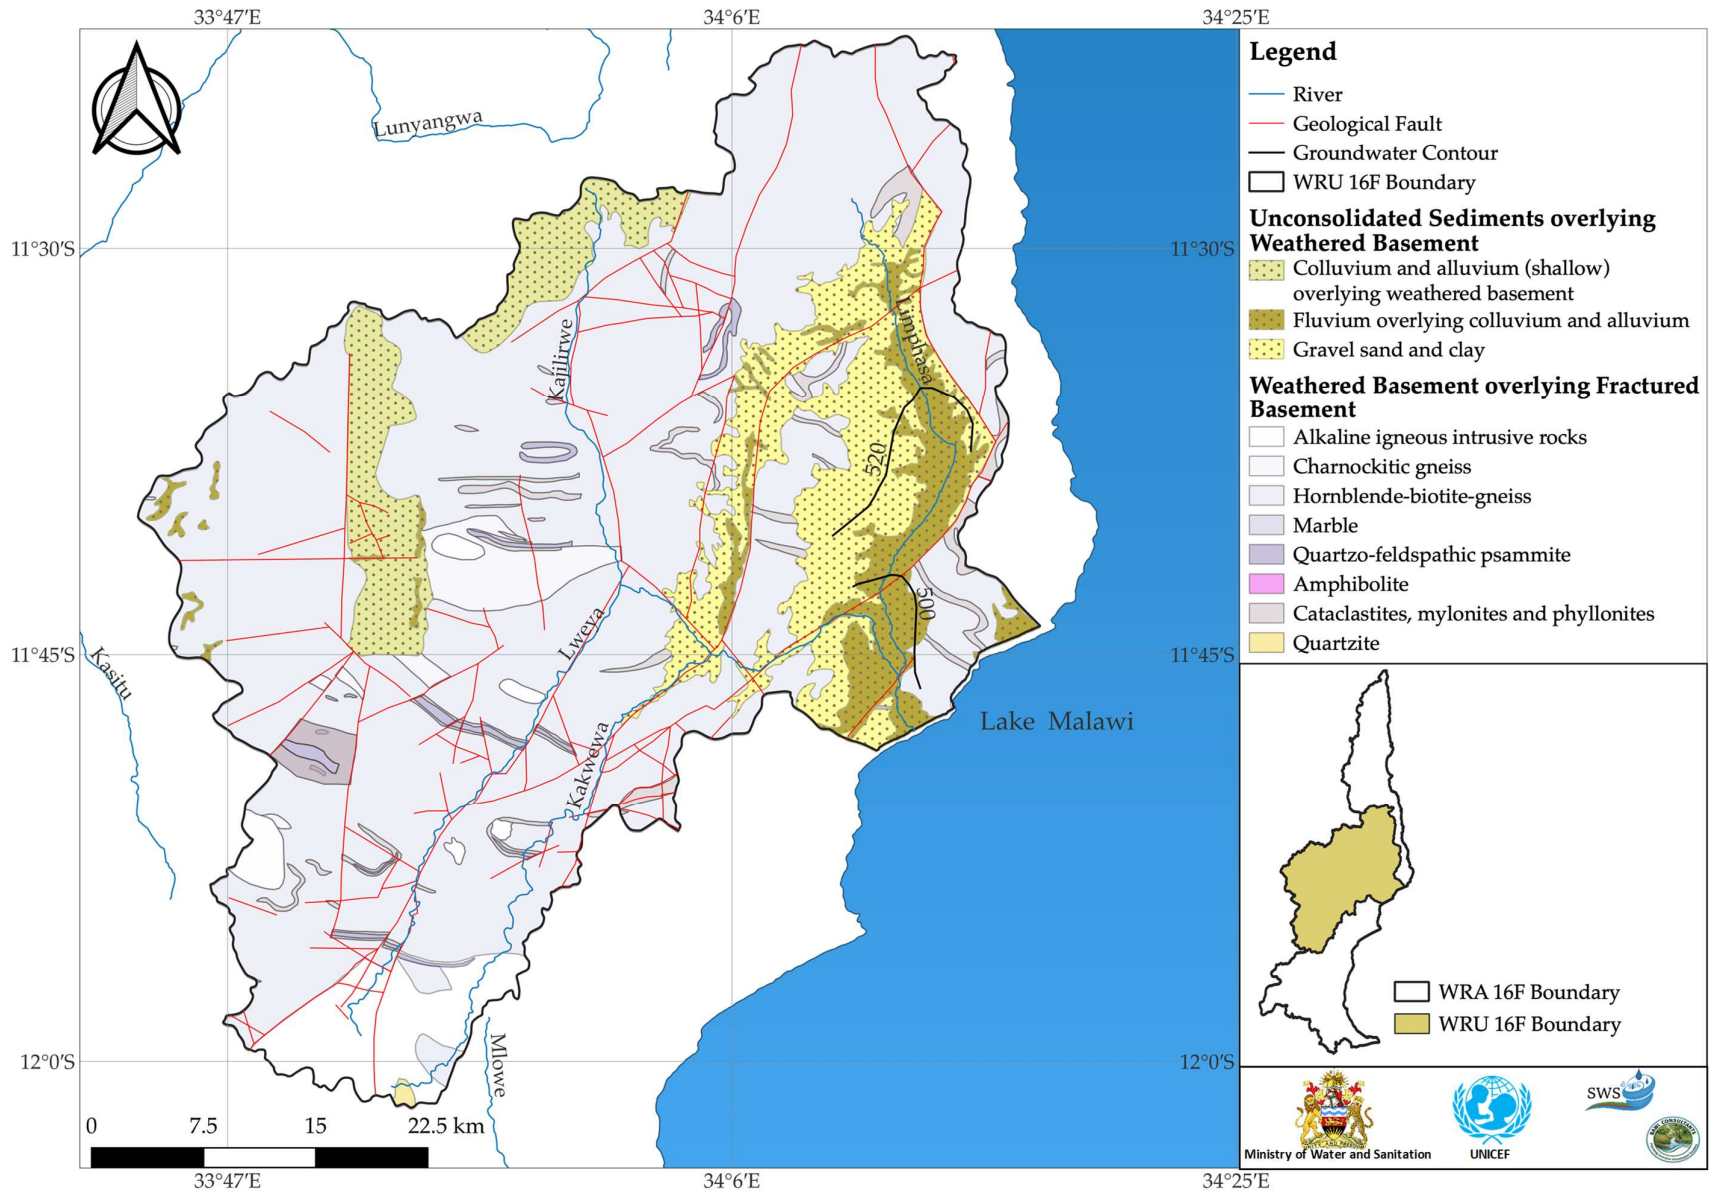 33°47′E
34°6′E
34°25′E
Lunyangwa
11°30′S
11°30′S
Limphasa
Kajilirwe
520
500
Lweya
11°45′S
11°45′S
Kasitu
Lake Malawi
Kakwewa
12°0′S
12°0′S
Mlowe
0 7.5 15 22.5 km
33°47′E
34°6′E
34°25′E
Legend
River
Geological Fault
Groundwater Contour
WRU 16F Boundary
Unconsolidated Sediments overlying
Weathered Basement
Colluvium and alluvium (shallow)
overlying weathered basement
Fluvium overlying colluvium and alluvium
Gravel sand and clay
Weathered Basement overlying Fractured
Basement
Alkaline igneous intrusive rocks
Charnockitic gneiss
Hornblende-biotite-gneiss
Marble
Quartzo-feldspathic psammite
Amphibolite
Cataclastites, mylonites and phyllonites
Quartzite
WRA 16F Boundary
WRU 16F Boundary
Ministry of Water and Sanitation
UNICEF
SWS